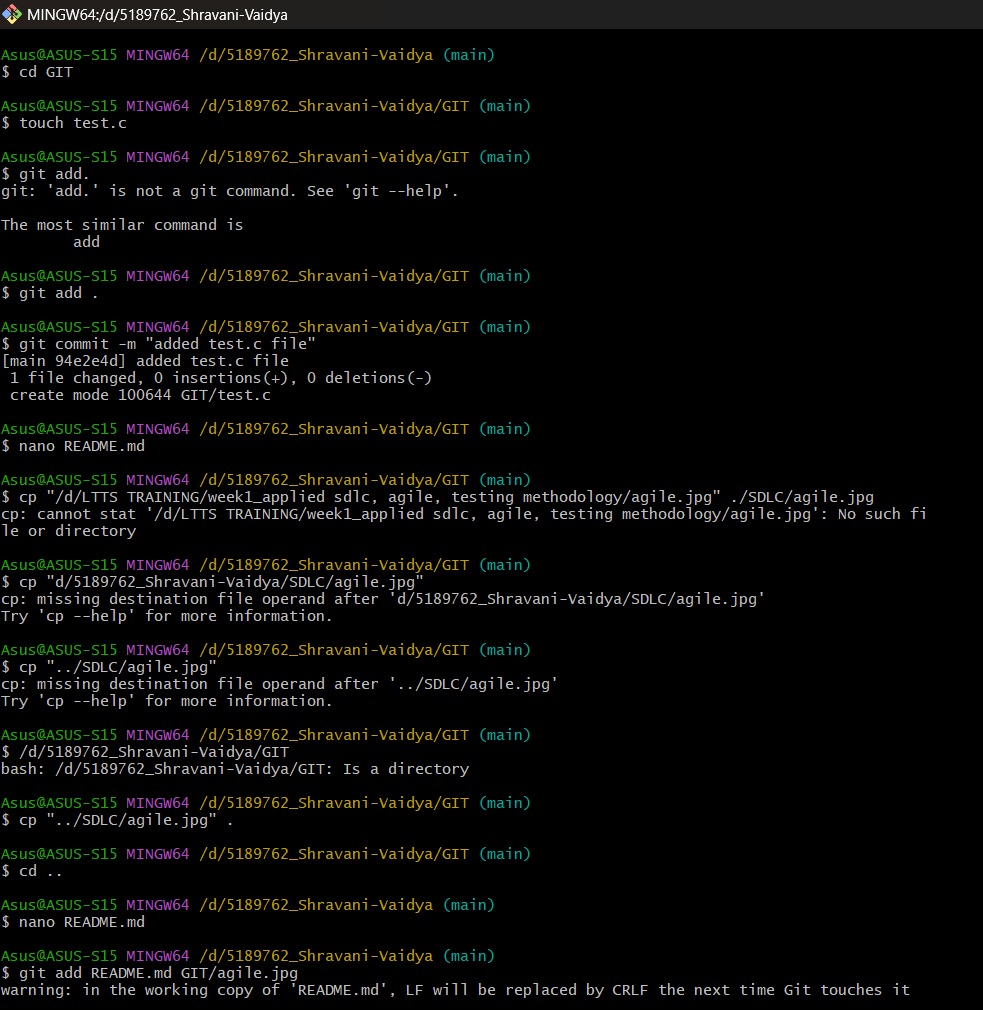 MINGW64:/d/5189762_Shravani-Vaidya
Asus@ASUS-S15 MINGW64 /d/5189762_Shravani-Vaidya (main)
$ cd GIT
Asus@ASUS-S15 MINGW64 /d/5189762_Shravani-Vaidya/GIT (main)
$ touch test.c
Asus@ASUS-S15 MINGW64 /d/5189762_Shravani-Vaidya/GIT (main)
$ git add.
git: 'add.' is not a git command. See 'git --help'.
The most similar command is
add
Asus@ASUS-S15 MINGW64 /d/5189762_Shravani-Vaidya/GIT (main)
$ git add .
Asus@ASUS-S15 MINGW64 /d/5189762_Shravani-Vaidya/GIT (main)
$ git commit -m "added test.c file"
[main 94e2e4d] added test.c file
1 file changed, 0 insertions(+), 0 deletions(-)
create mode 100644 GIT/test.c
Asus@ASUS-S15 MINGW64 /d/5189762_Shravani-Vaidya/GIT (main)
$ nano README.md
Asus@ASUS-S15 MINGW64 /d/5189762_Shravani-Vaidya/GIT (main)
$ cp "/d/LTTS TRAINING/week1_applied sdlc, agile, testing methodology/agile.jpg" ./SDLC/agile.jpg
cp: cannot stat '/d/LTTS TRAINING/week1_applied sdlc, agile, testing methodology/agile.jpg': No such fi
le or directory
Asus@ASUS-S15 MINGW64 /d/5189762_Shravani-Vaidya/GIT (main)
$ cp "d/5189762_Shravani-Vaidya/SDLC/agile.jpg"
cp: missing destination file operand after 'd/5189762_Shravani-Vaidya/SDLC/agile.jpg'
Try 'cp --help' for more information.
Asus@ASUS-S15 MINGW64 /d/5189762_Shravani-Vaidya/GIT (main)
$ cp "../SDLC/agile.jpg"
cp: missing destination file operand after '../SDLC/agile.jpg'
Try 'cp --help' for more information.
Asus@ASUS-S15 MINGW64 /d/5189762_Shravani-Vaidya/GIT (main)
$ /d/5189762_Shravani-Vaidya/GIT
bash: /d/5189762_Shravani-Vaidya/GIT: Is a directory
Asus@ASUS-S15 MINGW64 /d/5189762_Shravani-Vaidya/GIT (main)
$ cp "../SDLC/agile.jpg" .
Asus@ASUS-S15 MINGW64 /d/5189762_Shravani-Vaidya/GIT (main)
$ cd ..
Asus@ASUS-S15 MINGW64 /d/5189762_Shravani-Vaidya (main)
$ nano README.md
Asus@ASUS-S15 MINGW64 /d/5189762_Shravani-Vaidya (main)
$ git add README.md GIT/agile.jpg
warning: in the working copy of 'README.md', LF will be replaced by CRLF the next time Git touches it